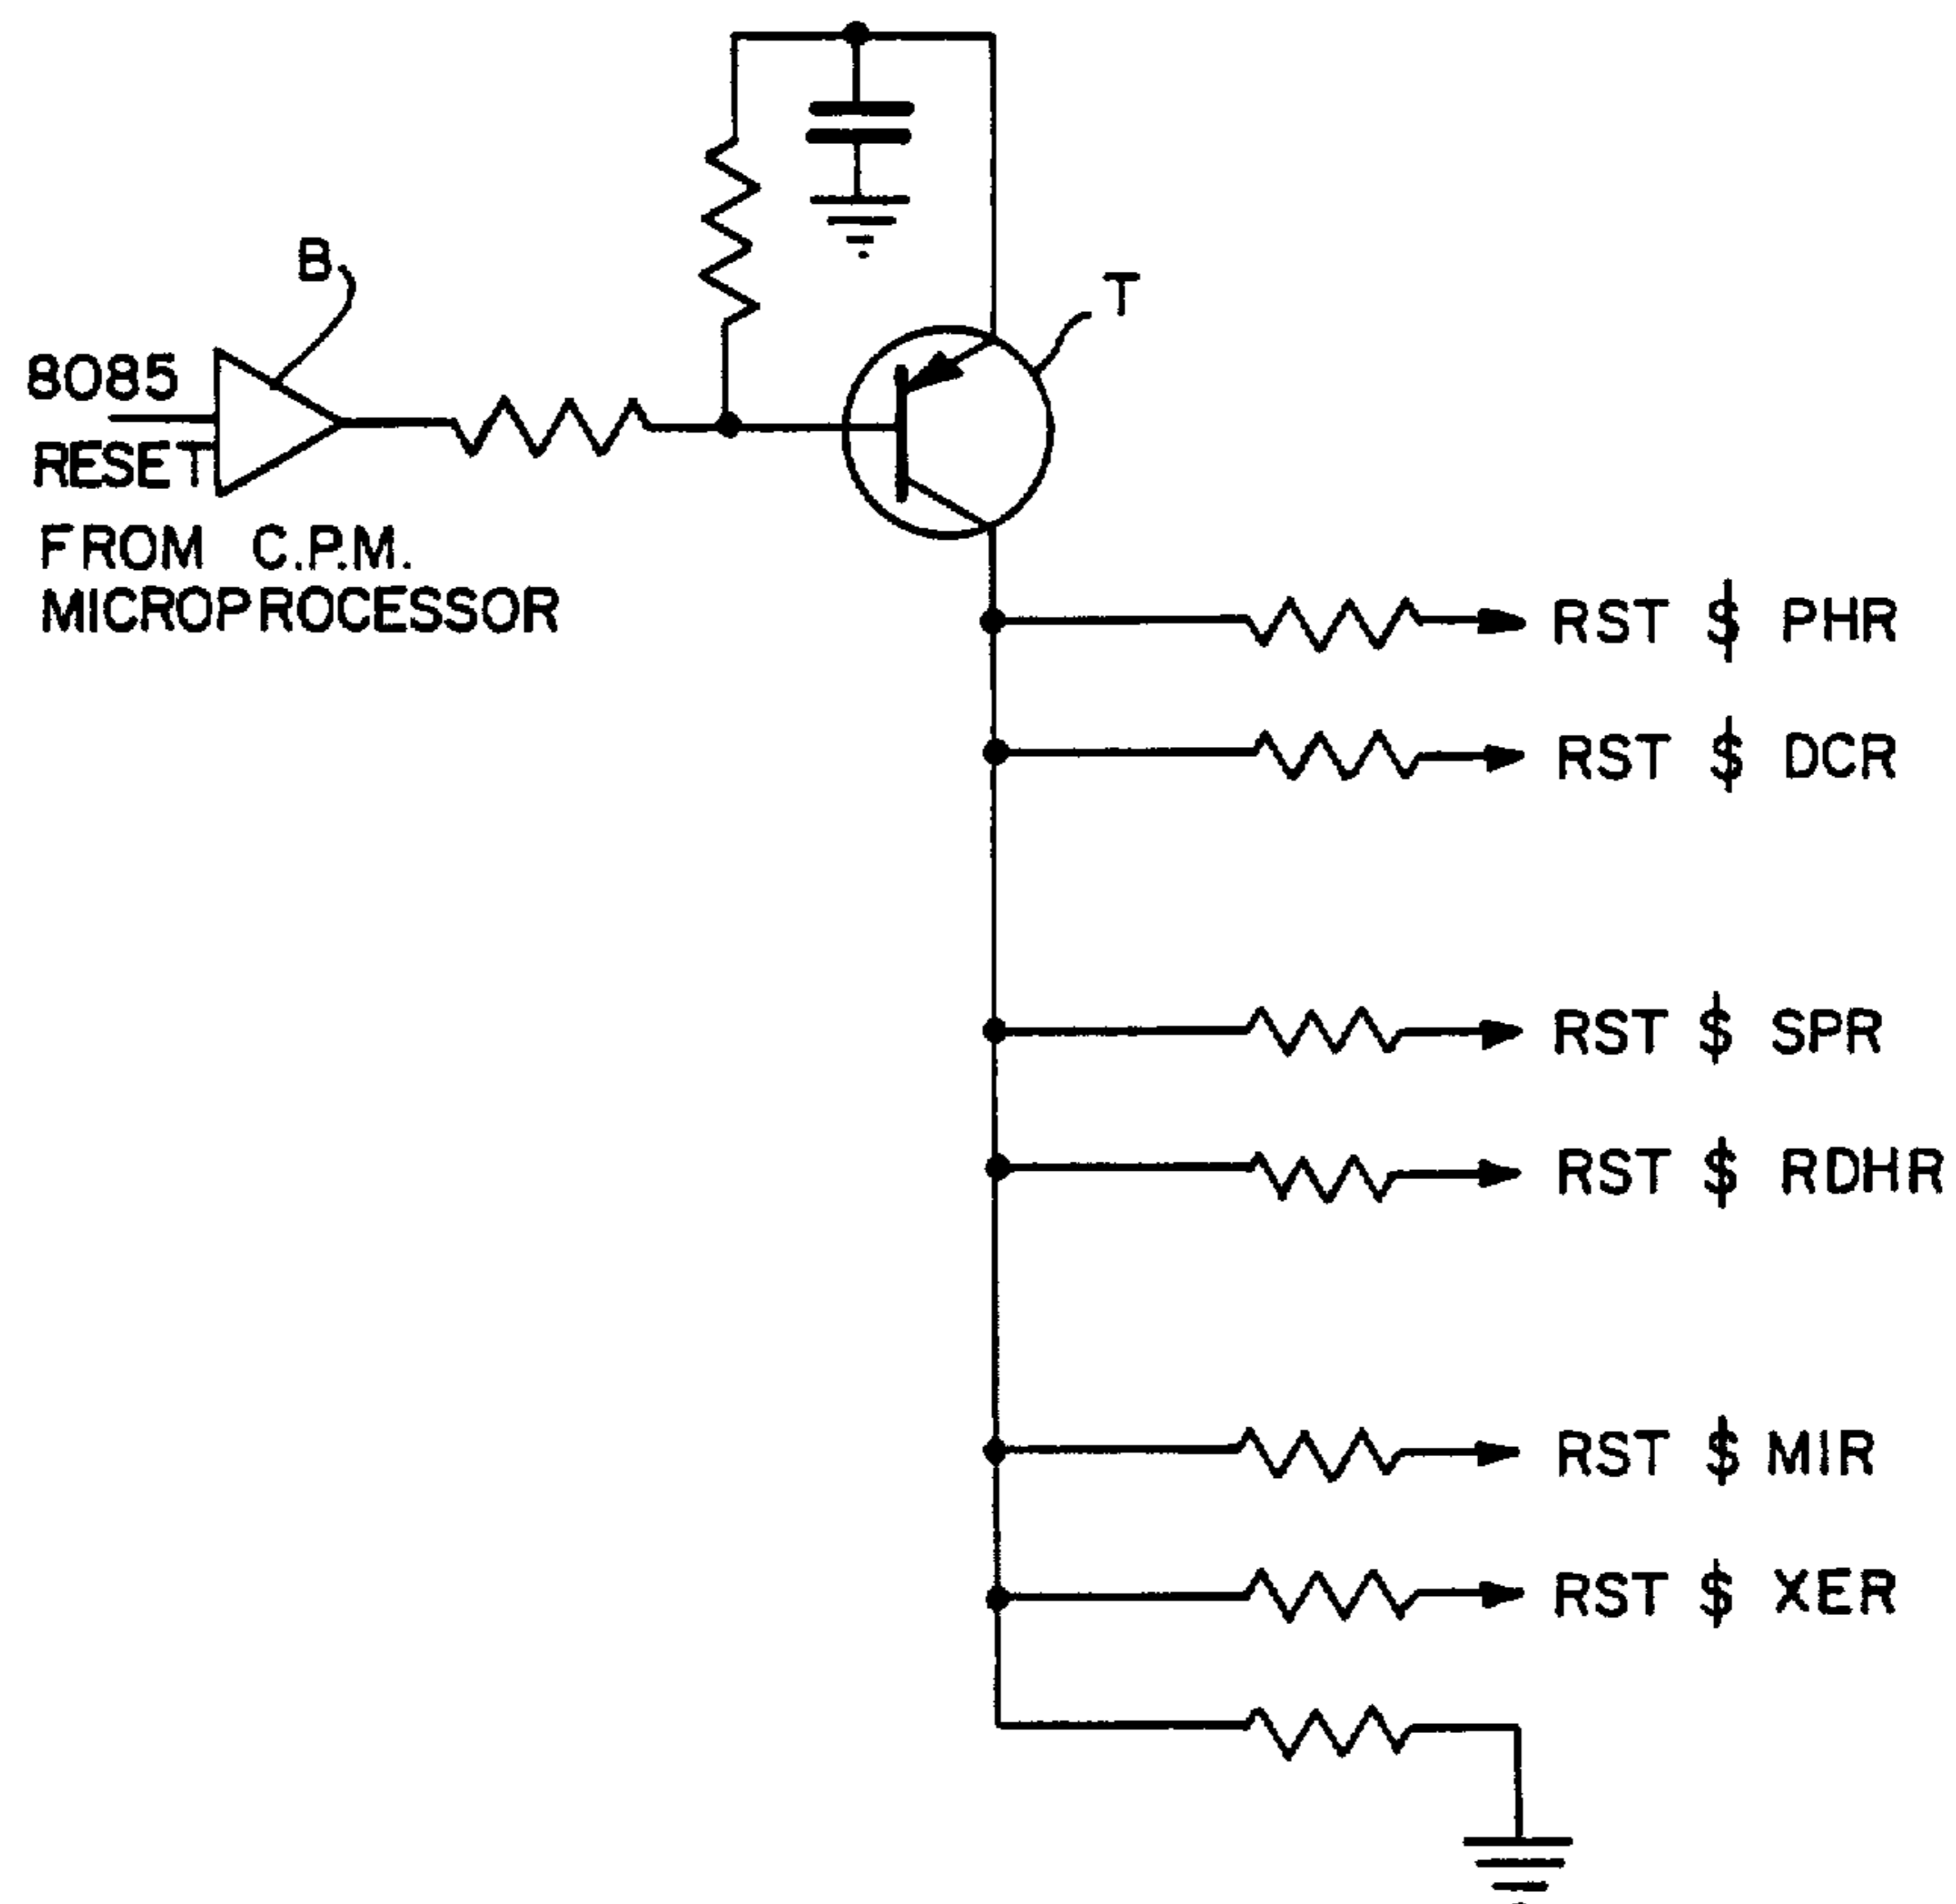 B
T
8085
RESET
FROM C.P.M.
MICROPROCESSOR
RST $ PHR
RST $ DCR
RST $ SPR
RST $ RDHR
RST $ MIR
RST $ XER